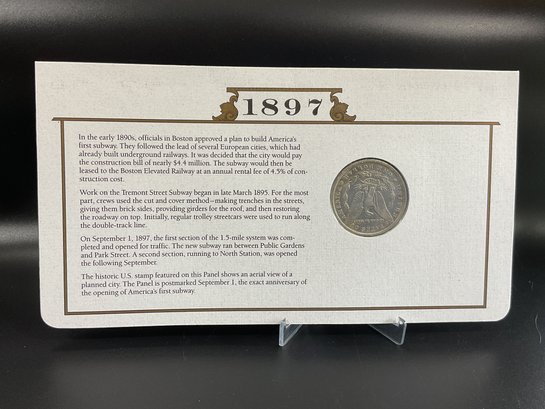 1897
In the early 1890s, officials in Boston approved a plan to build America's
first subway. They followed the lead of several European cities, which had
already built underground railways. It was decided that the city would pay
the construction bill of nearly $4.4 million. The subway would then be
leased to the Boston Elevated Railway at an annual rental fee of 4.5% of con-
struction cost.
Work on the Tremont Street Subway began in late March 1895. For the most
part, crews used the cut and cover method—making trenches in the streets,
giving them brick sides, providing girders for the roof, and then restoring
the roadway on top. Initially, regular trolley streetcars were used to run along
the double-track line.
On September 1, 1897, the first section of the 1.5-mile system was com-
pleted and opened for traffic. The new subway ran between Public Gardens
and Park Street. A second section, running to North Station, was opened
the following September.
The historic U.S. stamp featured on this Panel shows an aerial view of a
planned city. The Panel is postmarked September 1, the exact anniversary of
the opening of America's first subway.